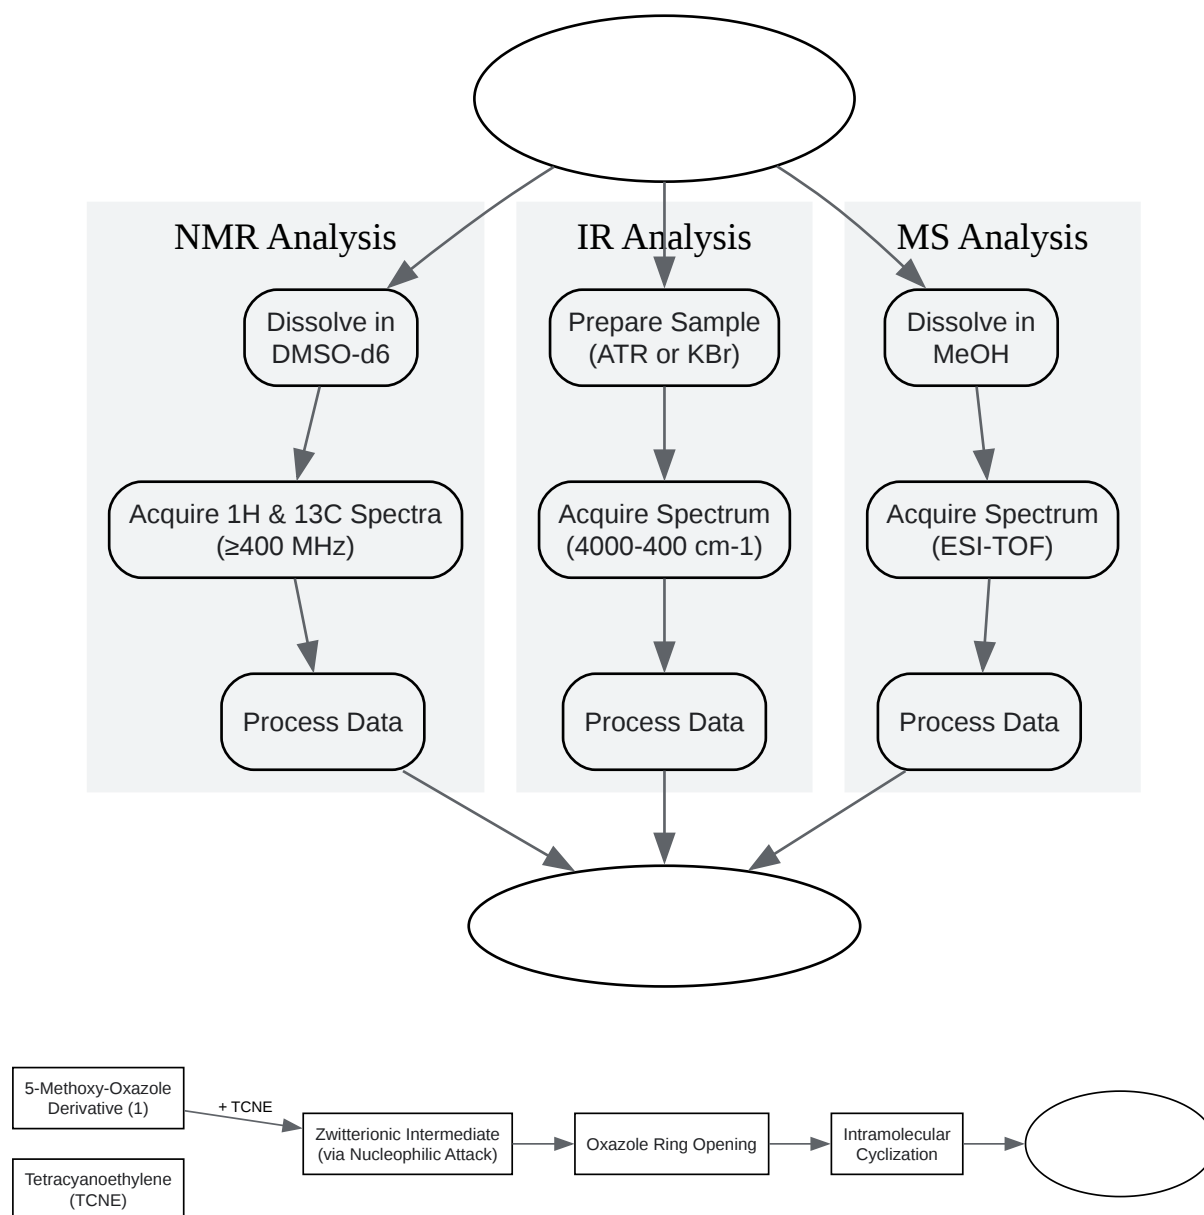 NMR Analysis
IR Analysis
MS Analysis
Dissolve in
DMSO-d6
Prepare Sample
(ATR or KBr)
Dissolve in
MeOH
Acquire 1H & 13C Spectra
(≥400 MHz)
Acquire Spectrum
(4000-400 cm-1)
Acquire Spectrum
(ESI-TOF)
Process Data
Process Data
Process Data
5-Methoxy-Oxazole
Derivative (1)
+ TCNE
Zwitterionic Intermediate
(via Nucleophilic Attack)
Oxazole Ring Opening
Intramolecular
Cyclization
Tetracyanoethylene
(TCNE)